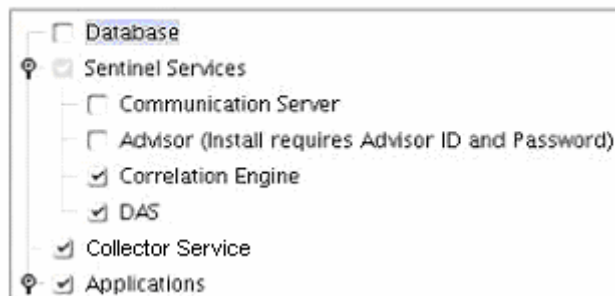 Database
Sentinel Services
Communication Server
Advisor (Install requires Advisor ID and Password)
Correlation Engine
DAS
Collector Service
Applications